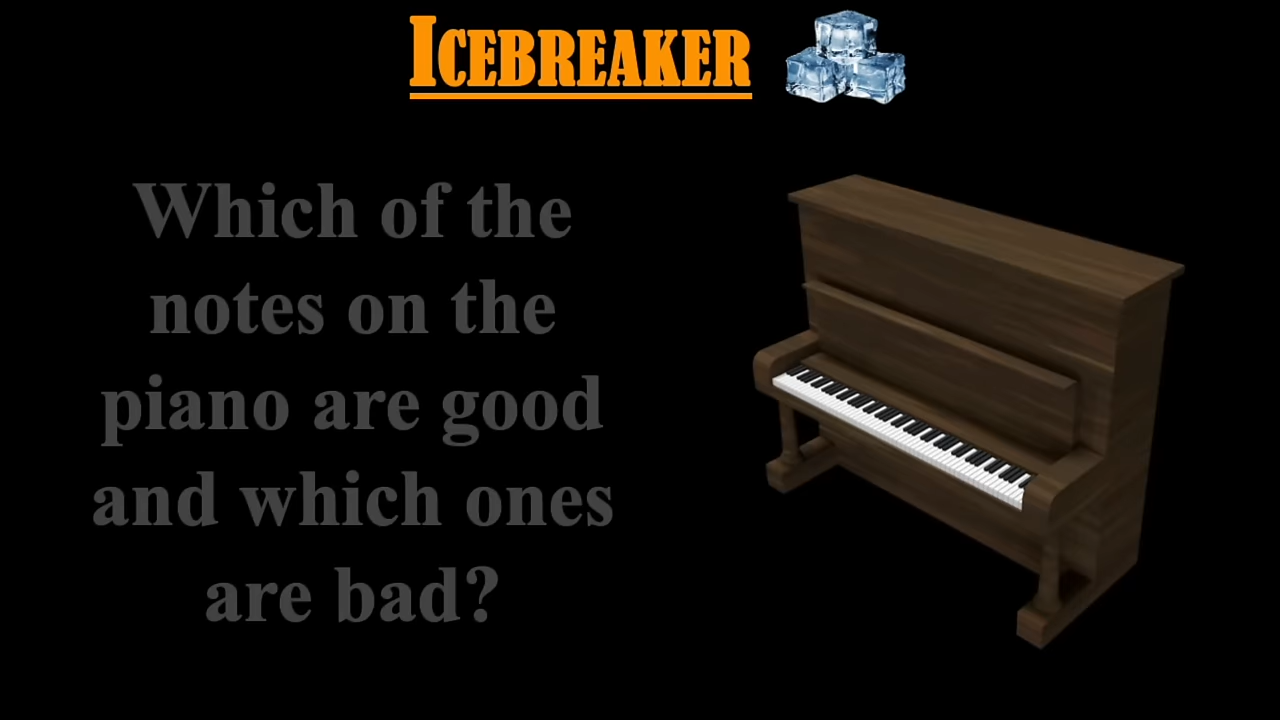 ICEBREAKER
Which of the
notes on the
piano are good
and which ones
are bad?